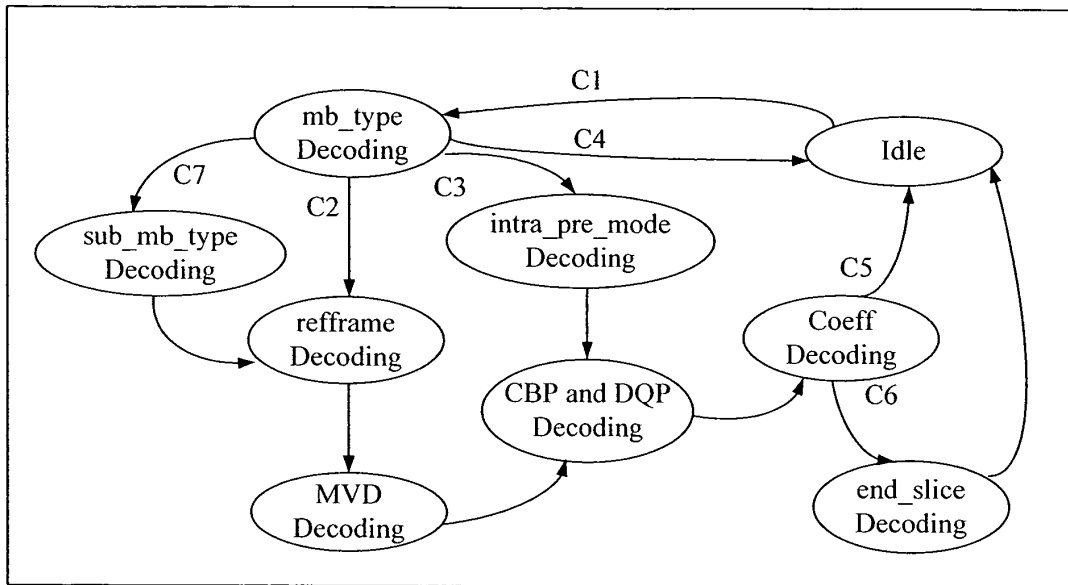 C1
mb_type
Decoding
C4
Idle
C7
C2
C3
sub_mb_type
Decoding
intra_pre_mode
Decoding
C5
refframe
Decoding
Coeff
Decoding
CBP and DQP
Decoding
C6
MVD
Decoding
end_slice
Decoding